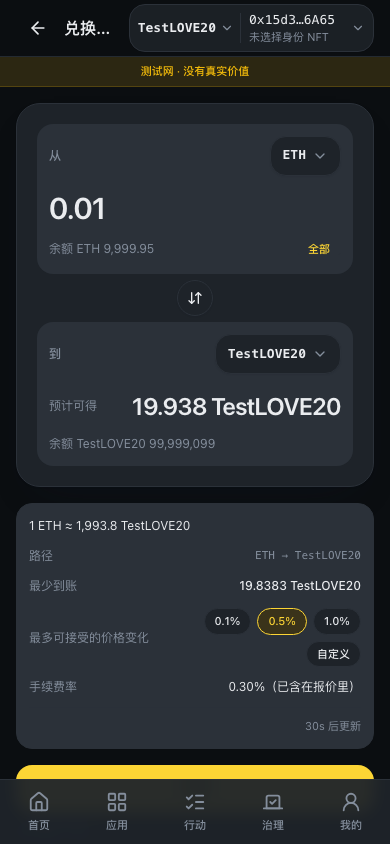 兑换...
TestLOVE20
0x15d3…6A65
未选择身份 NFT
测试网 · 没有真实价值
从
ETH
0.01
余额 ETH 9,999.95
全部
到
TestLOVE20
预计可得
19.938 TestLOVE20
余额 TestLOVE20 99,999,099
1 ETH ≈ 1,993.8 TestLOVE20
路径
ETH → TestLOVE20
最少到账
19.8383 TestLOVE20
最多可接受的价格变化
0.1%
0.5%
1.0%
自定义
手续费率
0.30%（已含在报价里）
30s 后更新
首页
应用
行动
治理
我的